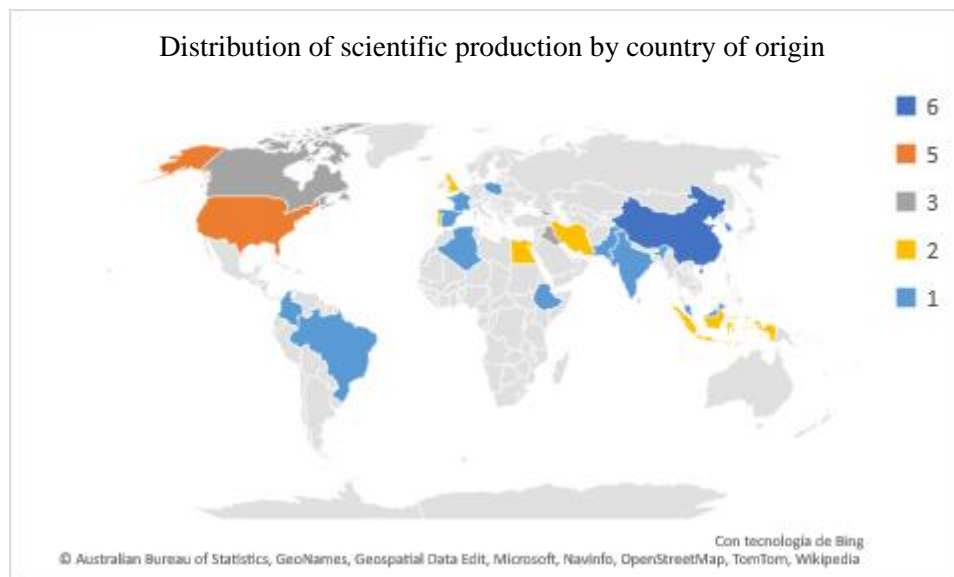 Distribution of scientific production by country of origin
6
5
3
2
1
Con tecnología de Bing
© Australian Bureau of Statistics, GeoNames, Geospatial Data Edit, Microsoft, Navinfo, OpenStreetMap, TomTom, Wikipedia